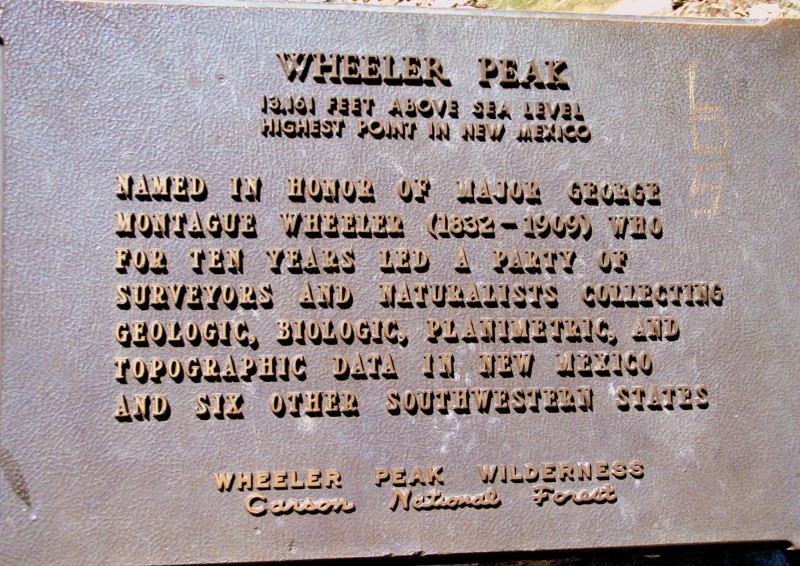 WHEELER PEAK
13,161 FEET ABOVE SEA LEVEL
HIGHEST POINT IN NEW MEXICO
NAMED IN HONOR OF MAJOR GEORGE
MONTAGUE WHEELER (1832-1909) WHO
FOR TEN YEARS LED A PARTY OF
SURVEYORS AND NATURALISTS COLLECTING
GEOLOGIC, BIOLOGIC, PLANIMETRIC, AND
TOPOGRAPHIC DATA IN NEW MEXICO
AND SIX OTHER SOUTHWESTERN STATES
WHEELER PEAK WILDERNESS
Carson National Forest